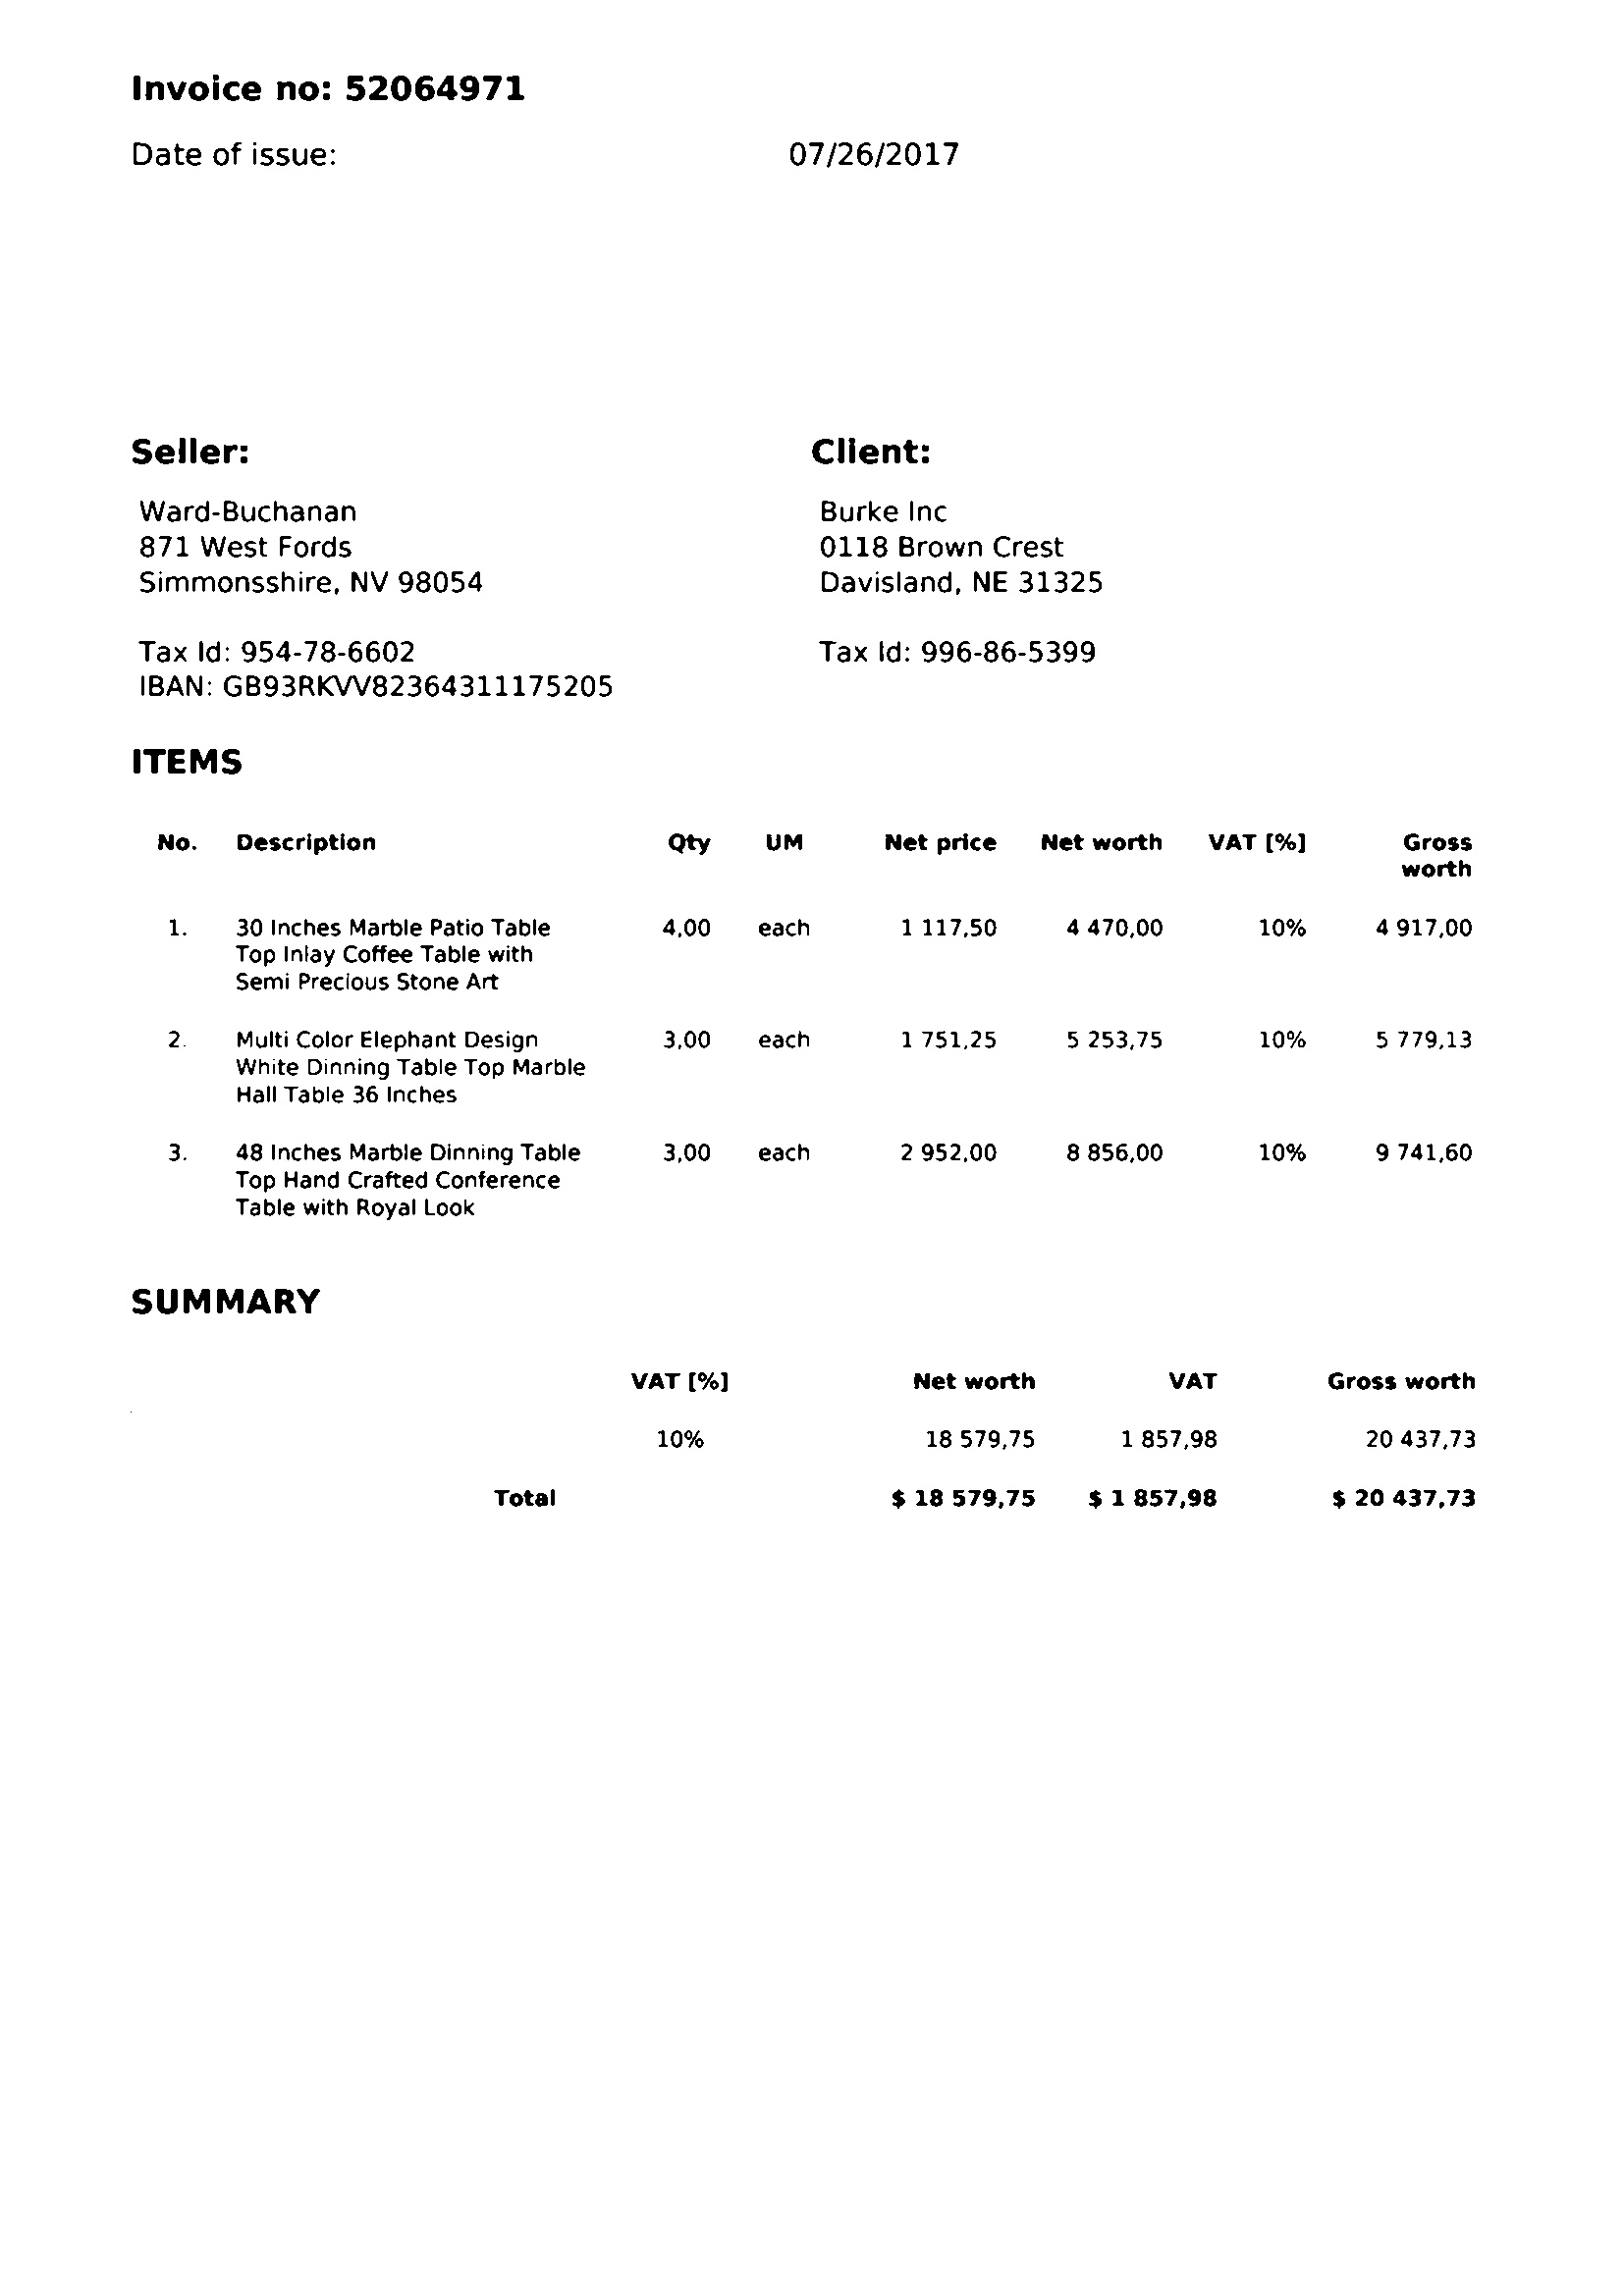 Invoice no: 52064971
Date of issue: 07/26/2017
Seller: Client:
Ward-Buchanan Burke Inc
871 West Fords 0118 Brown Crest
Simmonsshire, NV 98054 Davisland, NE 31325
Tax Id: 954-78-6602 Tax Id: 996-86-5399
IBAN: GB93RKVV82364311175205
ITEMS
No. Description Qty UM Net price Net worth VAT [%] Gross
worth
1. 30 Inches Marble Patio Table 4,00 each 1 117,50 4 470,00 10% 4 917,00
Top Inlay Coffee Table with
Semi Precious Stone Art
2. Multi Color Elephant Design 3,00 each 1 751,25 5 253,75 10% 5 779,13
White Dinning Table Top Marble
Hall Table 36 Inches
3. 48 Inches Marble Dinning Table 3,00 each 2 952,00 8 856,00 10% 9 741,60
Top Hand Crafted Conference
Table with Royal Look
SUMMARY
VAT [%] Net worth VAT Gross worth
10% 18 579,75 1 857,98 20 437,73
Total $ 18 579,75 $ 1 857,98 $ 20 437,73